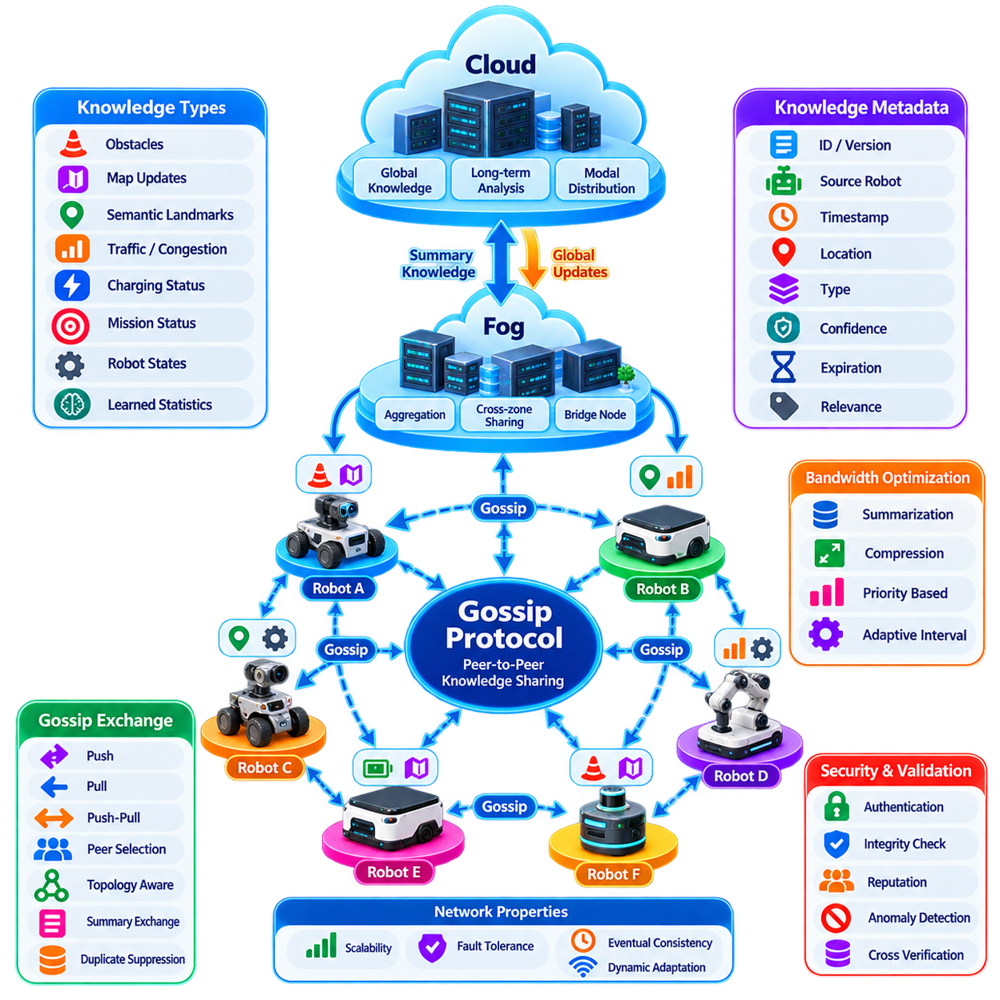 Cloud
Global
Knowledge
Long-term
Analysis
Modal
Distribution
Knowledge Types
Obstacles
Map Updates
Semantic Landmarks
Traffic / Congestion
Charging Status
Mission Status
Robot States
Learned Statistics
Knowledge Metadata
ID / Version
Source Robot
Timestamp
Location
Type
Confidence
Expiration
Relevance
Summary
Knowledge
Global
Updates
Fog
Aggregation
Cross-zone
Sharing
Bridge Node
Gossip
Robot A
Robot B
Gossip
Protocol
Peer-to-Peer
Knowledge Sharing
Gossip
Gossip
Robot C
Robot D
Gossip
Robot E
Robot F
Bandwidth Optimization
Summarization
Compression
Priority Based
Adaptive Interval
Gossip Exchange
Push
Pull
Push-Pull
Peer Selection
Topology Aware
Summary Exchange
Duplicate Suppression
Security & Validation
Authentication
Integrity Check
Reputation
Anomaly Detection
Cross Verification
Network Properties
Scalability
Fault Tolerance
Eventual Consistency
Dynamic Adaptation